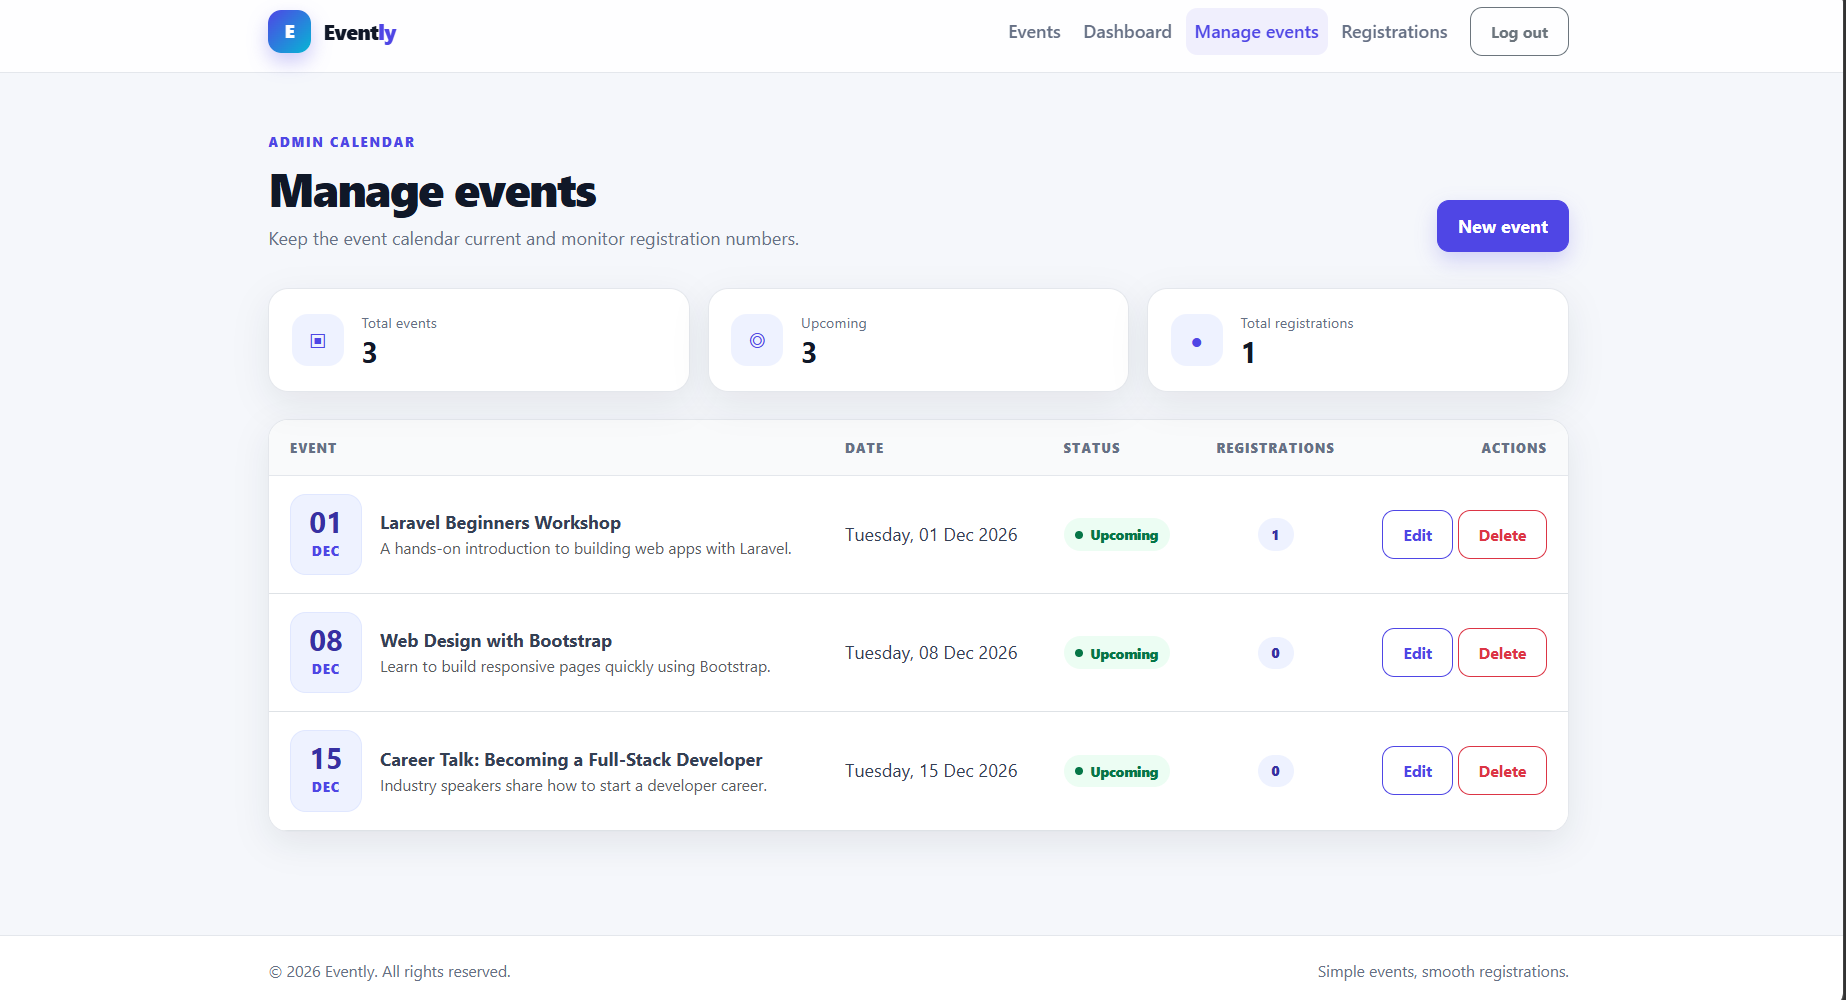 E Evently Events Dashboard Manage events Registrations Log out
ADMIN CALENDAR
Manage events
Keep the event calendar current and monitor registration numbers.
New event
Total events
3
Upcoming
3
Total registrations
1
EVENT DATE STATUS REGISTRATIONS ACTIONS
01
DEC
Laravel Beginners Workshop
A hands-on introduction to building web apps with Laravel.
Tuesday, 01 Dec 2026
Upcoming
1
Edit Delete
08
DEC
Web Design with Bootstrap
Learn to build responsive pages quickly using Bootstrap.
Tuesday, 08 Dec 2026
Upcoming
0
Edit Delete
15
DEC
Career Talk: Becoming a Full-Stack Developer
Industry speakers share how to start a developer career.
Tuesday, 15 Dec 2026
Upcoming
0
Edit Delete
© 2026 Evently. All rights reserved. Simple events, smooth registrations.